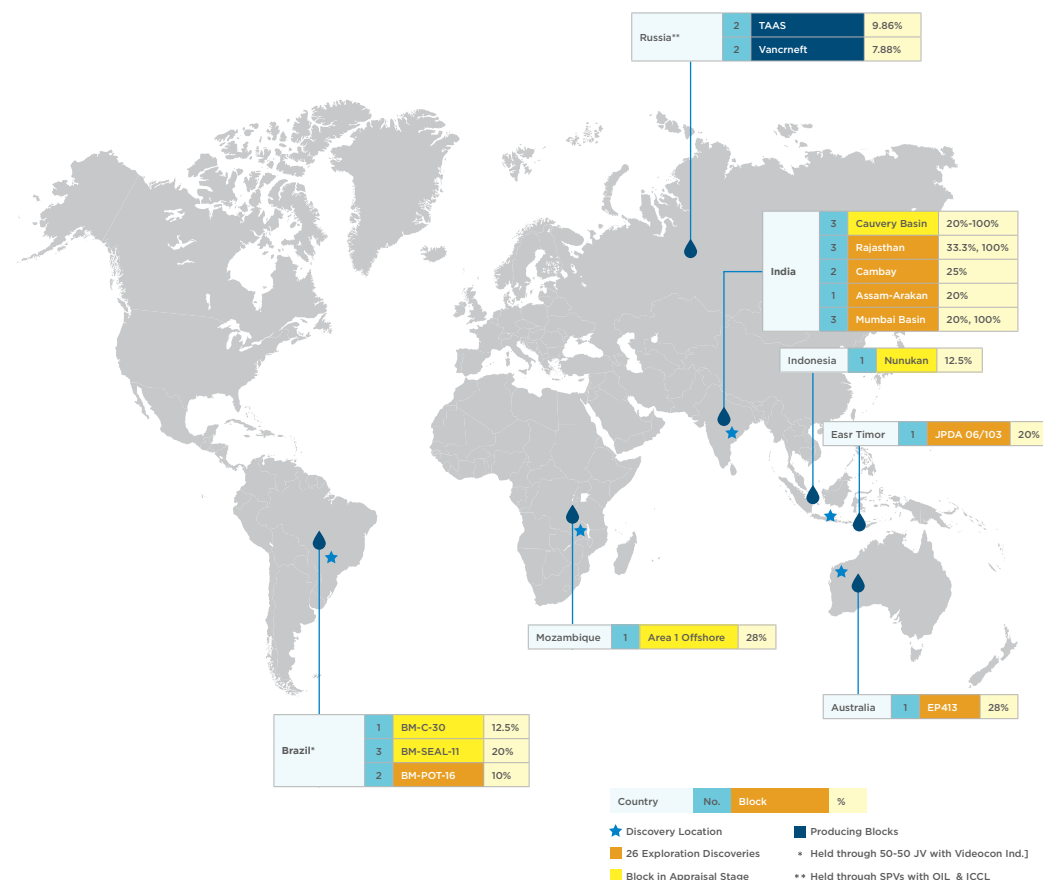 Russia** 2 TAAS 9.86%
2 Vancrneft 7.88%
India 3 Cauvery Basin 20%-100%
3 Rajasthan 33.3%, 100%
2 Cambay 25%
1 Assam-Arakan 20%
3 Mumbai Basin 20%, 100%
Indonesia 1 Nunukan 12.5%
Easr Timor 1 JPDA 06/103 20%
Mozambique 1 Area 1 Offshore 28%
Australia 1 EP413 28%
Brazil* 1 BM-C-30 12.5%
3 BM-SEAL-11 20%
2 BM-POT-16 10%
Country No. Block %
Discovery Location
Producing Blocks
26 Exploration Discoveries
* Held through 50-50 JV with Videcon Ind.]
Block in Appraisal Stage
** Held through SPVs with OIL & ICCL